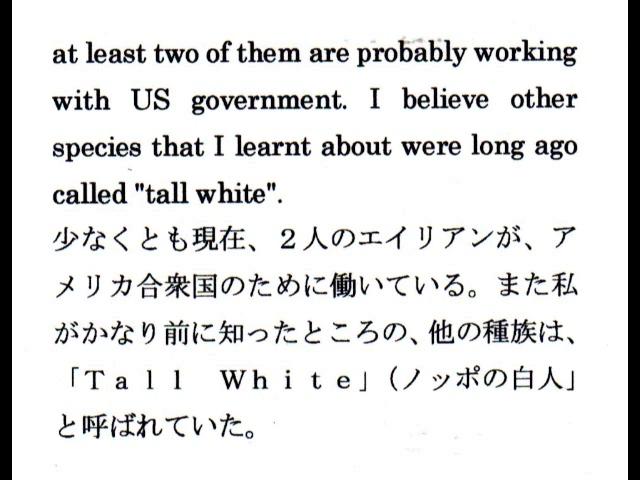 at least two of them are probably working
with US government. I believe other
species that I learnt about were long ago
called "tall white".
少なくとも現在、２人のエイリアンが、ア
メリカ合衆国のために働いている。また私
がかなり前に知ったところの、他の種族は、
「Ｔａｌｌ　Ｗｈｉｔｅ」（ノッポの白人」
と呼ばれていた。